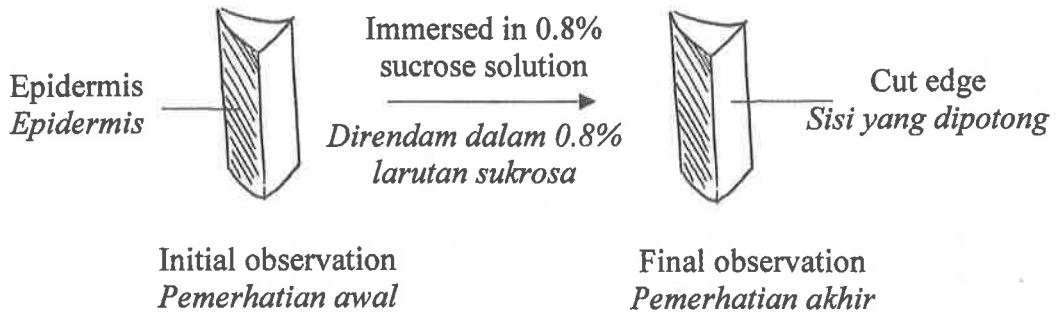 Epidermis
Epidermis
Immersed in 0.8%
sucrose solution
Direndam dalam 0.8%
larutan sukrosa
Cut edge
Sisi yang dipotong
Initial observation
Pemerhatian awal
Final observation
Pemerhatian akhir